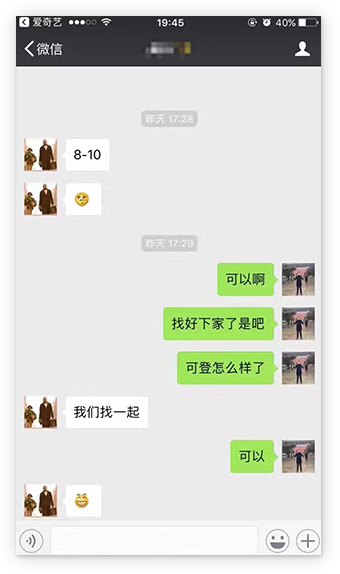 爱奇艺 19:45 40%
微信
昨天 17:28
8-10
昨天 17:29
可以啊
找好下家了是吧
可登怎么样了
我们找一起
可以